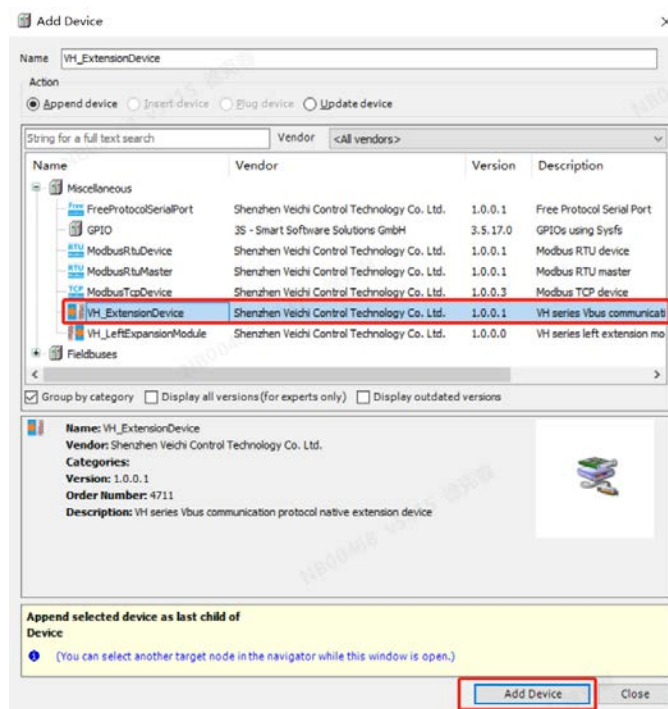 Add Device
Name VH_ExtensionDevice
Action
Append device Insert device Plug device Update device
String for a full text search Vendor <All vendors>
Name Vendor Version Description
Miscellaneous
FreeProtocolSerialPort Shenzhen Veichi Control Technology Co. Ltd. 1.0.0.1 Free Protocol Serial Port
GPIO 3S - Smart Software Solutions GmbH 3.5.17.0 GPIOs using Sysfs
ModbusRtuDevice Shenzhen Veichi Control Technology Co. Ltd. 1.0.0.1 Modbus RTU device
ModbusRtuMaster Shenzhen Veichi Control Technology Co. Ltd. 1.0.0.1 Modbus RTU master
ModbusTcpDevice Shenzhen Veichi Control Technology Co. Ltd. 1.0.0.3 Modbus TCP device
VH_ExtensionDevice Shenzhen Veichi Control Technology Co. Ltd. 1.0.0.1 VH series Vbus communicati
VH_LeftExpansionModule Shenzhen Veichi Control Technology Co. Ltd. 1.0.0.0 VH series left extension mo
Fieldbuses
Group by category Display all versions (for experts only) Display outdated versions
Name: VH_ExtensionDevice
Vendor: Shenzhen Veichi Control Technology Co. Ltd.
Categories:
Version: 1.0.0.1
Order Number: 4711
Description: VH series Vbus communication protocol native extension device
Append selected device as last child of
Device
(You can select another target node in the navigator while this window is open.)
Add Device Close